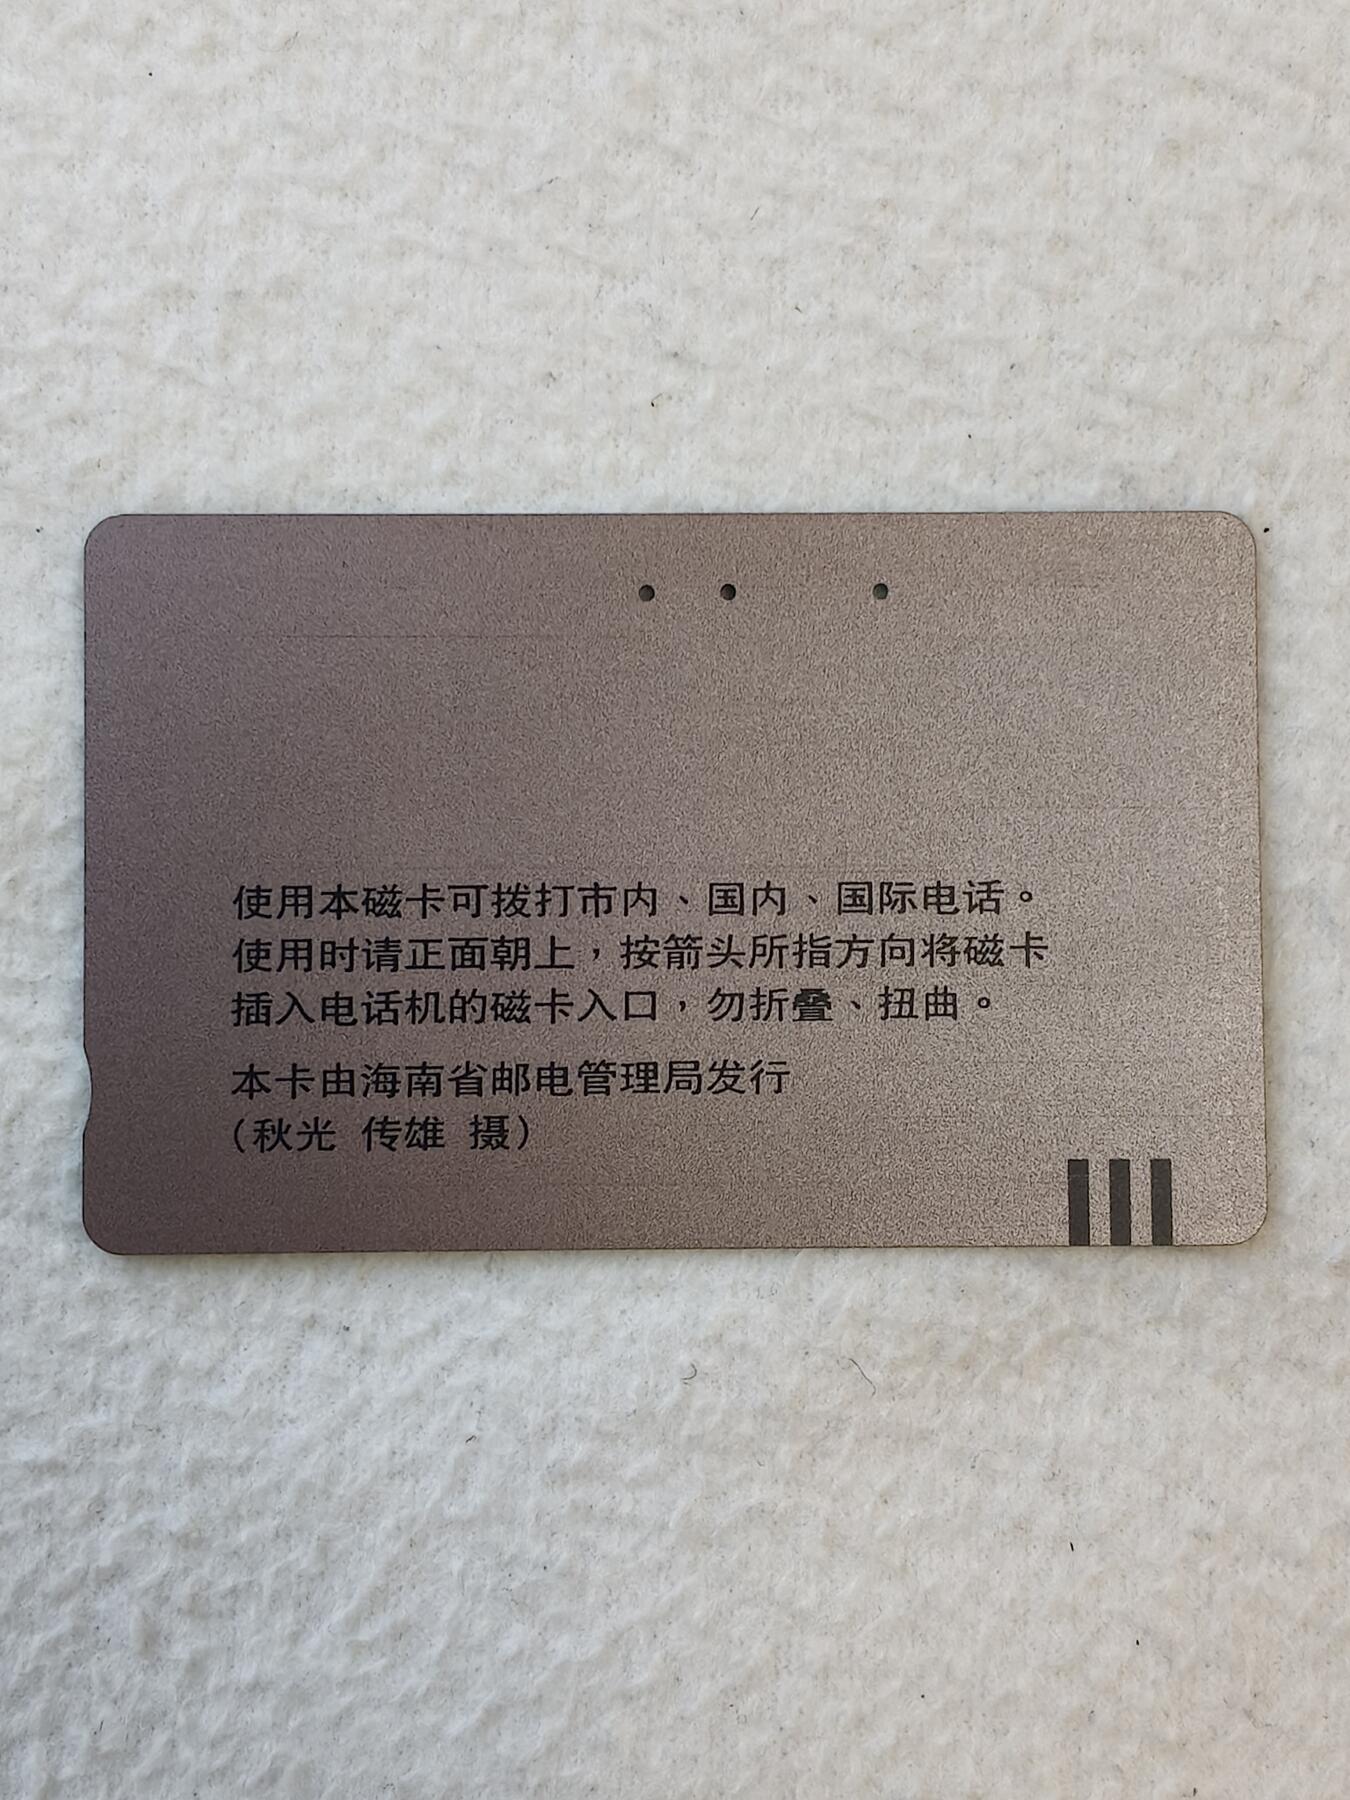 使用本磁卡可拨打市内、国内、国际电话。
使用时请正面朝上，按箭头所指方向将磁卡
插入电话机的磁卡入口，勿折叠、扭曲。
本卡由海南省邮电管理局发行
(秋光 传雄 摄)